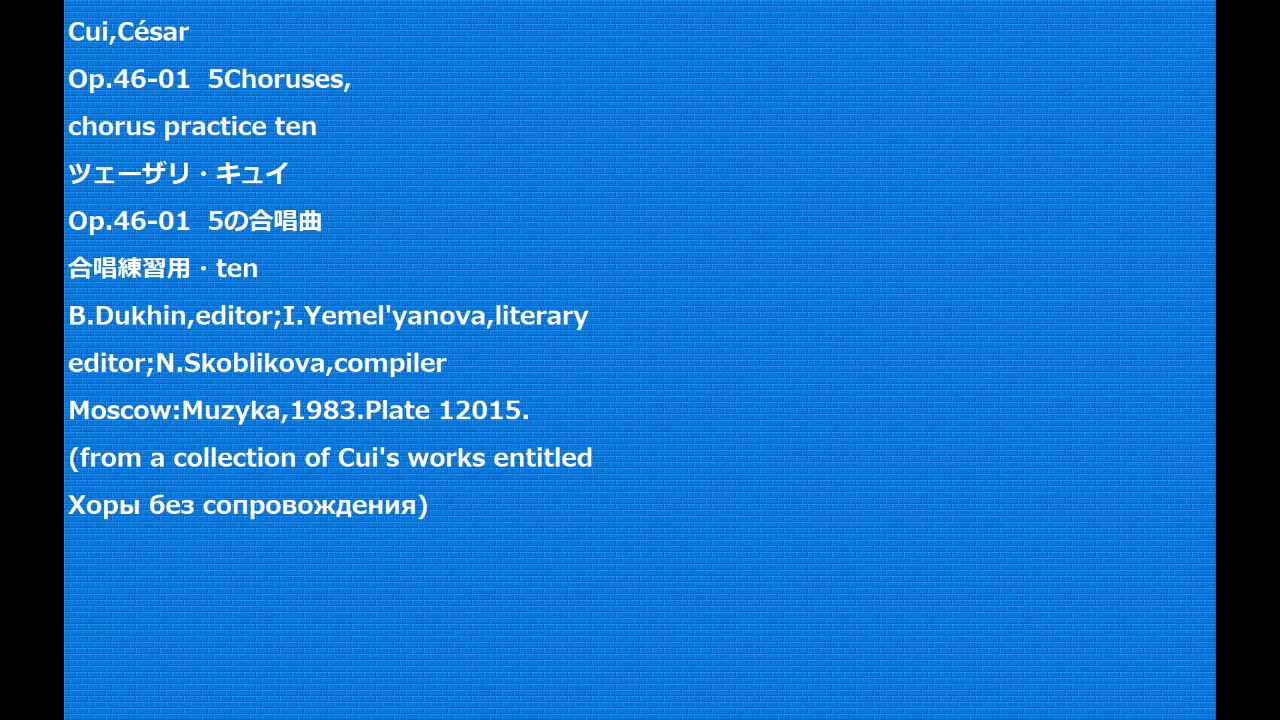 Cui,César
Op.46-01  5Choruses,
chorus practice ten
ツェーザリ・キュイ
Op.46-01  5の合唱曲
合唱練習用・ten
B.Dukhin,editor;I.Yemel'yanova,literary
editor;N.Skoblikova,compiler
Moscow:Muzyka,1983.Plate 12015.
(from a collection of Cui's works entitled
Хоры без сопровождения)